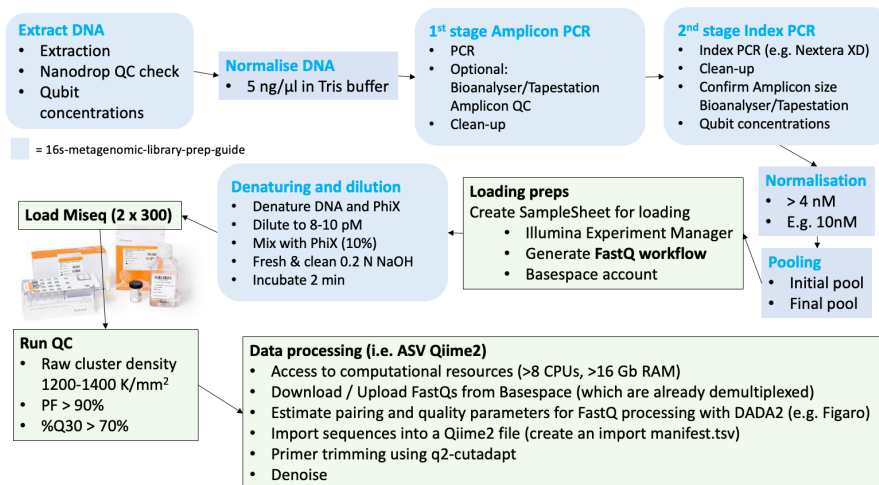 Extract DNA
• Extraction
• Nanodrop QC check
• Qubit
concentrations
Normalise DNA
• 5 ng/µl in Tris buffer
1st stage Amplicon PCR
• PCR
• Optional:
Bioanalyser/Tapestation
Amplicon QC
• Clean-up
2nd stage Index PCR
• Index PCR (e.g. Nextera XD)
• Clean-up
• Confirm Amplicon size
Bioanalyser/Tapestation
• Qubit concentrations
= 16s-metagenomic-library-prep-guide
Normalisation
• > 4 nM
• E.g. 10nM
Pooling
• Initial pool
• Final pool
Loading preps
Create SampleSheet for loading
• Illumina Experiment Manager
• Generate FastQ workflow
• Basespace account
Denaturing and dilution
• Denature DNA and PhiX
• Dilute to 8-10 pM
• Mix with PhiX (10%)
• Fresh & clean 0.2 N NaOH
• Incubate 2 min
Load Miseq (2 x 300)
Run QC
• Raw cluster density
1200-1400 K/mm2
• PF > 90%
• %Q30 > 70%
Data processing (i.e. ASV Qiime2)
• Access to computational resources (>8 CPUs, >16 Gb RAM)
• Download / Upload FastQs from Basespace (which are already demultiplexed)
• Estimate pairing and quality parameters for FastQ processing with DADA2 (e.g. Figaro)
• Import sequences into a Qiime2 file (create an import manifest.tsv)
• Primer trimming using q2-cutadapt
• Denoise